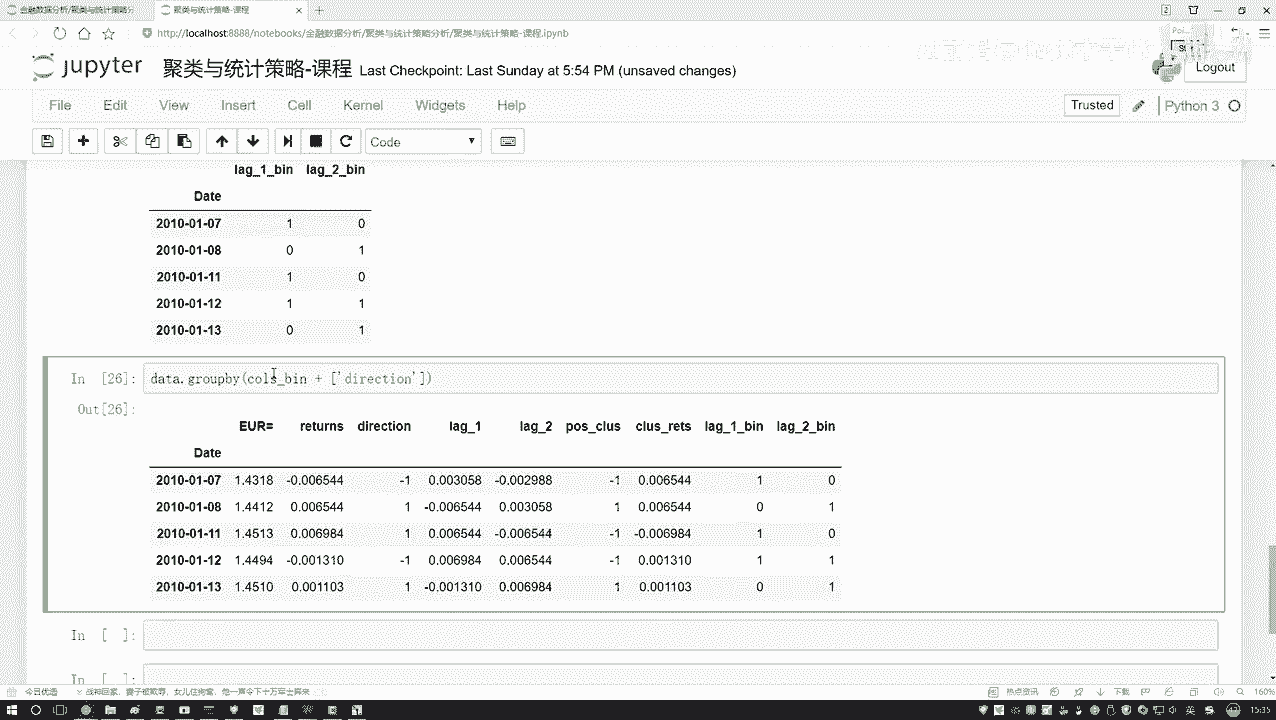 金融数据分析/聚类与统计策略分
聚类与统计策略-课程
http://localhost:8888/notebooks/金融数据分析/聚类与统计策略分析/聚类与统计策略-课程.ipynb
jupyter 聚类与统计策略-课程 Last Checkpoint: Last Sunday at 5:54 PM (unsaved changes)
Logout
File Edit View Insert Cell Kernel Widgets Help
Trusted Python 3
Code
lag_1_bin lag_2_bin
Date
2010-01-07 1 0
2010-01-08 0 1
2010-01-11 1 0
2010-01-12 1 1
2010-01-13 0 1
In [26]: data.groupby(cols_bin + ['direction'])
Out[26]:
EUR= returns direction lag_1 lag_2 pos_clus clus_rets lag_1_bin lag_2_bin
Date
2010-01-07 1.4318 -0.006544 -1 0.003058 -0.002988 -1 0.006544 1 0
2010-01-08 1.4412 0.006544 1 -0.006544 0.003058 1 0.006544 0 1
2010-01-11 1.4513 0.006984 1 0.006544 -0.006544 -1 -0.006984 1 0
2010-01-12 1.4494 -0.001310 -1 0.006984 0.006544 -1 0.001310 1 1
2010-01-13 1.4510 0.001103 1 -0.001310 0.006984 1 0.001103 0 1
In [ ]:
In [ ]:
今日优选
热点资讯 下载 160%
15:35